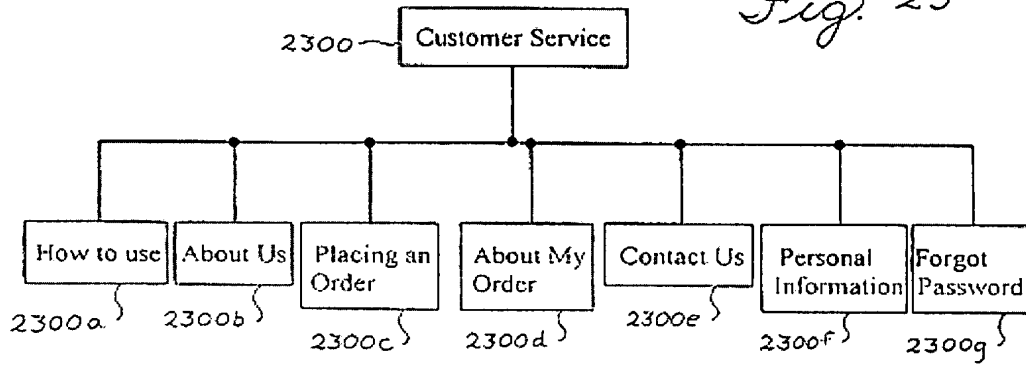 Fig. 23
2300
Customer Service
How to use
About Us
Placing an
Order
About My
Order
Contact Us
Personal
Information
Forgot
Password
2300a
2300b
2300c
2300d
2300e
2300f
2300g